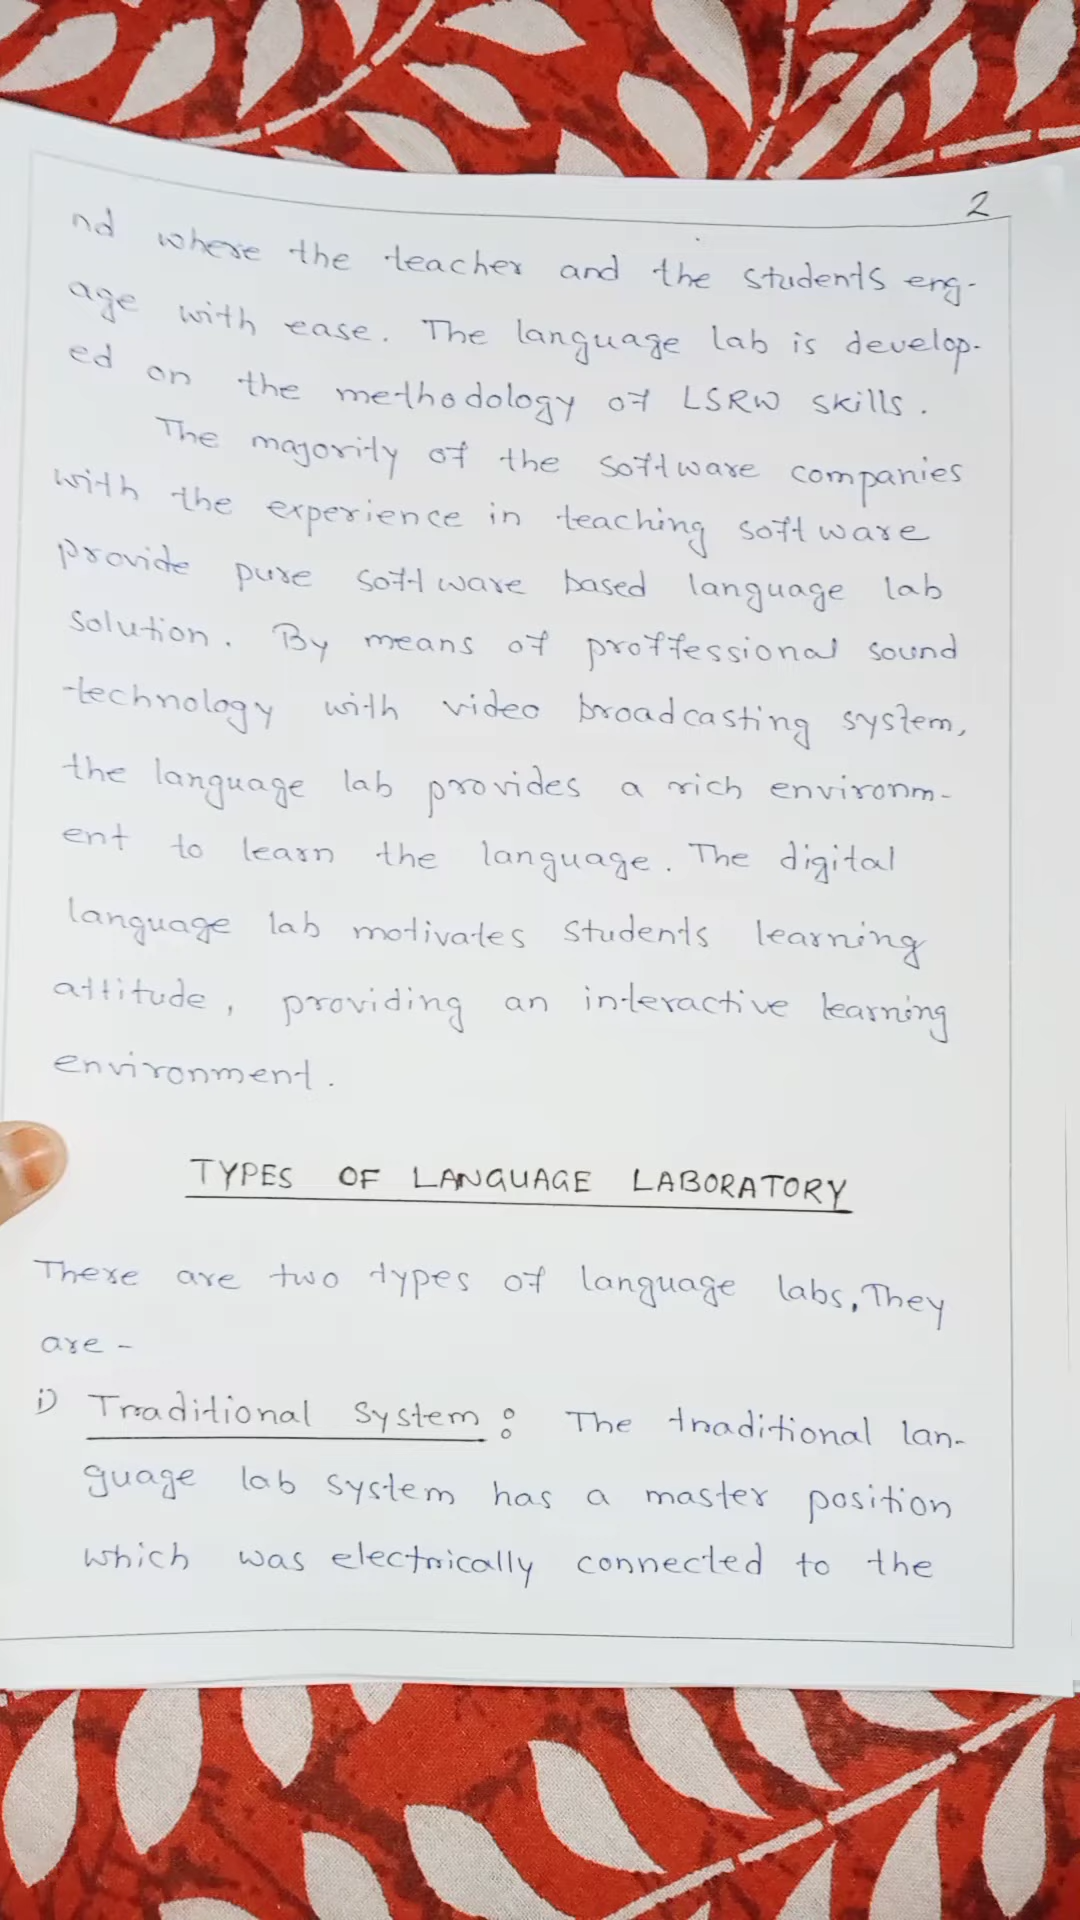 2
nd where the teacher and the students eng-
age with ease. The language lab is develop-
ed on the methodology of LSRW skills.
The majority of the software companies
with the experience in teaching software
provide pure software based language lab
solution. By means of proffessional sound
technology with video broadcasting system,
the language lab provides a rich environm-
ent to learn the language. The digital
language lab motivates students learning
attitude, providing an interactive learning
environment.
TYPES OF LANGUAGE LABORATORY
There are two types of language labs, They
are -
i) Traditional System : The traditional lan-
guage lab system has a master position
which was electrically connected to the